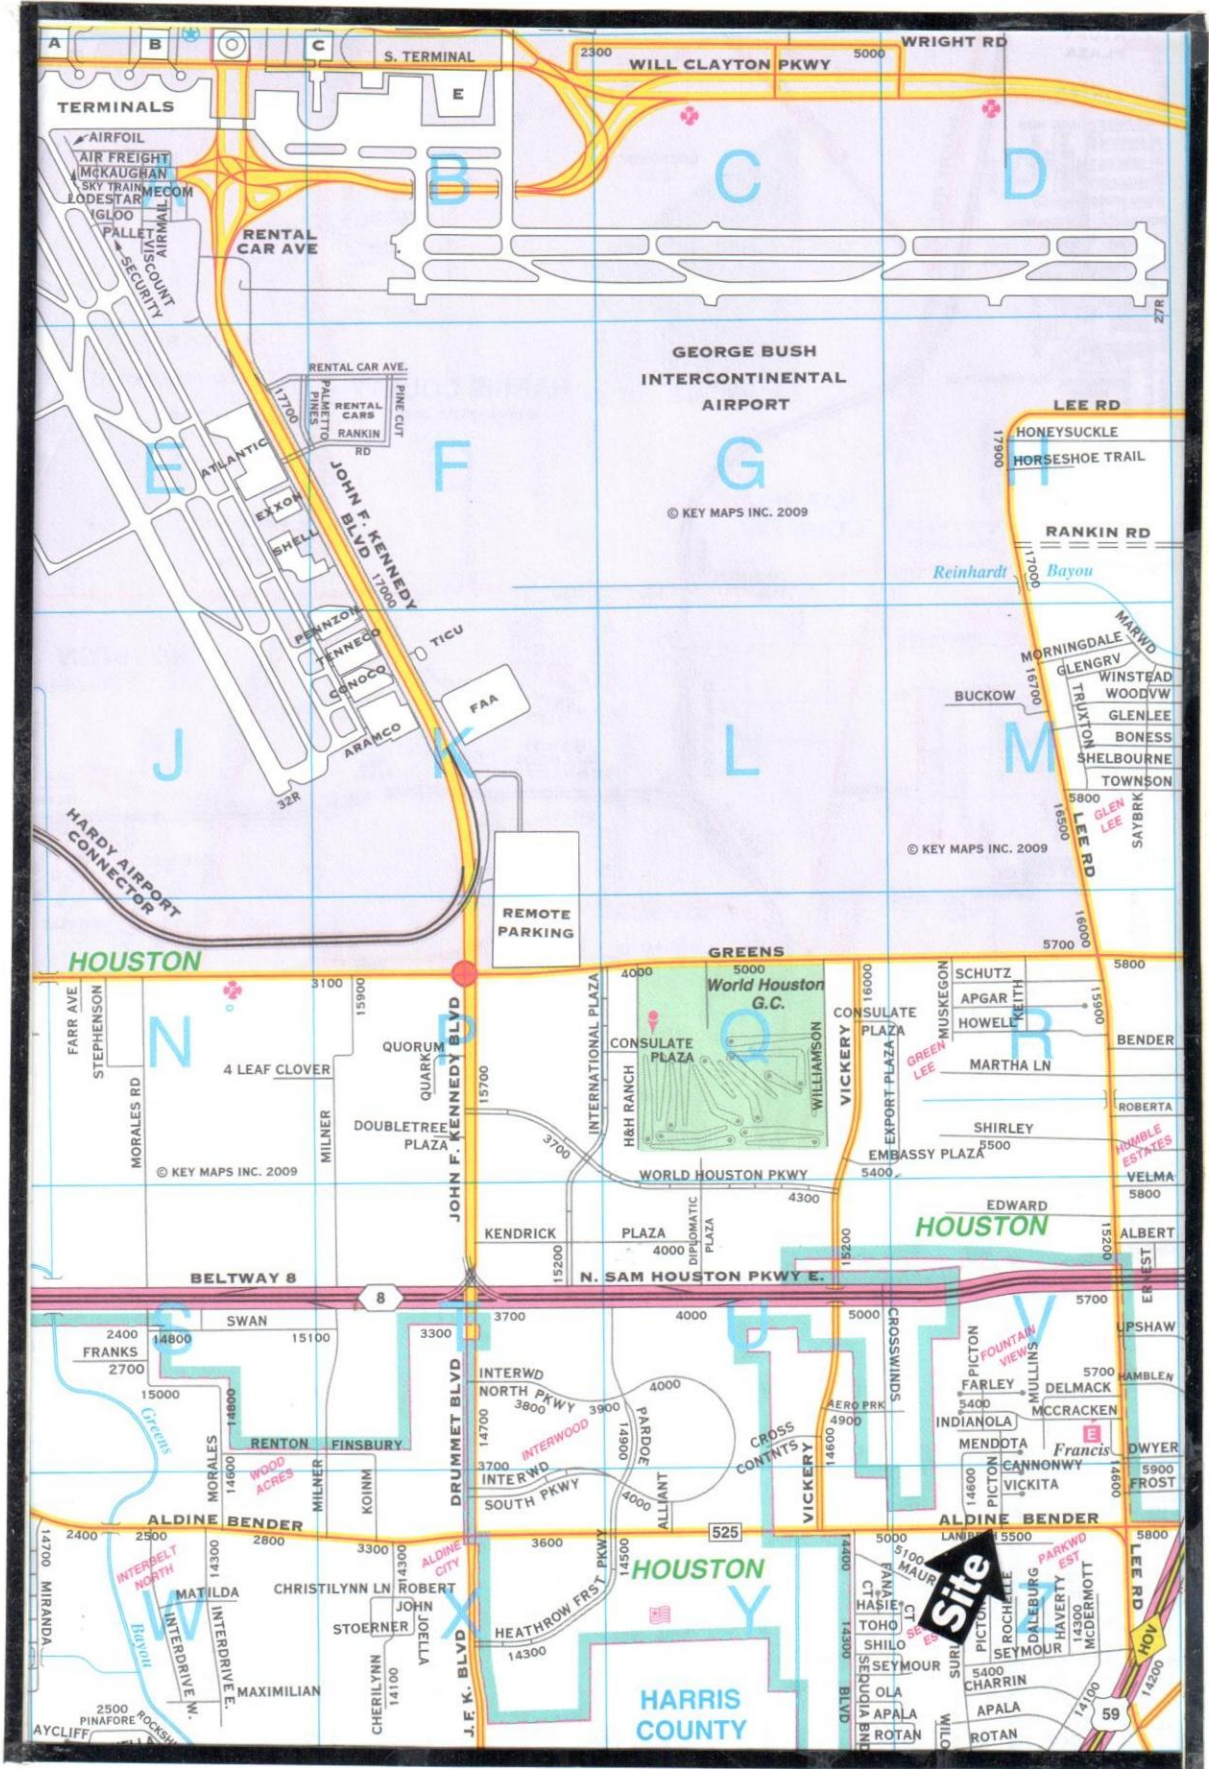 A
B
C
S. TERMINAL
2300
WILL CLAYTON PKWY
5000
WRIGHT RD
E
TERMINALS
AIRFOIL
AIR FREIGHT
McKAUGHAN
SKY TRAIN
MECOM
LODESTAR
IGLOO
AIRMAIL
PALLET
VISCOUNT
SECURITY
A
B
C
D
RENTAL
CAR AVE
27R
GEORGE BUSH
INTERCONTINENTAL
AIRPORT
RENTAL CAR AVE.
17700
PALMETTO
PINES
RENTAL
CARS
PINE CUT
RANKIN
RD
LEE RD
HONEYSUCKLE
17900
HORSESHOE TRAIL
E
F
G
H
ATLANTIC
EXXON
SHELL
JOHN F. KENNEDY
BLVD
17000
© KEY MAPS INC. 2009
RANKIN RD
Reinhardt
17000
Bayou
PENNZOIL
TENNECO
CONOCO
ARAMCO
TICU
FAA
MARWD
MORNINGDALE
GLENGRV
16700
WINSTEAD
WOODVW
BUCKOW
TRUXTON
GLENLEE
BONESS
SHELBOURNE
TOWNSON
J
K
L
M
32R
5800
16500
GLEN
LEE
SAYBRK
LEE RD
© KEY MAPS INC. 2009
HARDY AIRPORT
CONNECTOR
REMOTE
PARKING
16000
HOUSTON
GREENS
5700
5800
3100
4000
5000
World Houston
G.C.
FARR AVE
STEPHENSON
15900
INTERNATIONAL PLAZA
16000
MUSKEGON
SCHUTZ
APGAR
KEITH
HOWELL
15900
N
P
Q
R
QUORUM
QUARK
CONSULATE
PLAZA
CONSULATE
PLAZA
BENDER
4 LEAF CLOVER
JOHN F. KENNEDY BLVD
15700
WILLIAMSON
VICKERY
EXPORT PLAZA
GREEN
LEE
MARTHA LN
MORALES RD
MILNER
DOUBLETREE
PLAZA
H&H RANCH
ROBERTA
SHIRLEY
5500
HUMBLE
ESTATES
3700
EMBASSY PLAZA
5400
© KEY MAPS INC. 2009
WORLD HOUSTON PKWY
4300
VELMA
5800
EDWARD
KENDRICK
PLAZA
4000
DIPLOMATIC
PLAZA
HOUSTON
15200
ALBERT
15200
15200
ERNEST
BELTWAY 8
8
N. SAM HOUSTON PKWY E.
S
T
U
V
SWAN
3700
4000
5000
5700
2400
14800
15100
3300
CROSSWINDS
PICTON
FOUNTAIN
VIEW
MULLINS
UPSHAW
FRANKS
2700
INTERWD
NORTH PKWY
3800
3900
4000
5700
HAMBLEN
15000
14800
DRUMMET BLVD
14700
FARLEY
5400
DELMACK
AERO PRK
4900
MCCRACKEN
INDIANOLA
Greens
14900
PARDOE
CROSS
CONTNTS
14600
E
Francis
RENTON
FINSBURY
INTERWOOD
MENDOTA
DWYER
MORALES
14600
WOOD
ACRES
MILNER
KOINM
3700
INTERWD
SOUTH PKWY
4000
ALLIANT
VICKERY
14600
PICTON
CANNONWY
VICKITA
14600
5900
FROST
ALDINE BENDER
525
ALDINE BENDER
14700
2400
2500
2800
3300
3600
14500
5000
5500
5800
14300
14300
14400
5100
MAUR
LEE RD
INTERBELT
NORTH
ALDINE
CITY
HOUSTON
PARKWD
EST
MIRANDA
MATILDA
CHRISTILYNN LN
ROBERT
JOHN
STOERNER
JOELLA
HEATHROW FRST PKWY
14300
CT
HASIE
CT
TOHO
SHILO
SEYMOUR
Site
PICTON
ROCHELLE
DALEBURG
HAVERTY
14300
McDERMOTT
SEYMOUR
HOV
14200
W
X
Y
Z
Bayou
INTERDRIVE W.
INTERDRIVE E.
CHERILYNN
14100
14300
BLVD
SEQUOIA BND
OLA
APALA
ROTAN
5400
CHARRIN
14100
59
APALA
ROTAN
MAXIMILIAN
J.F.K. BLVD
HARRIS
COUNTY
2500
PINAFORE
AYCLIFF